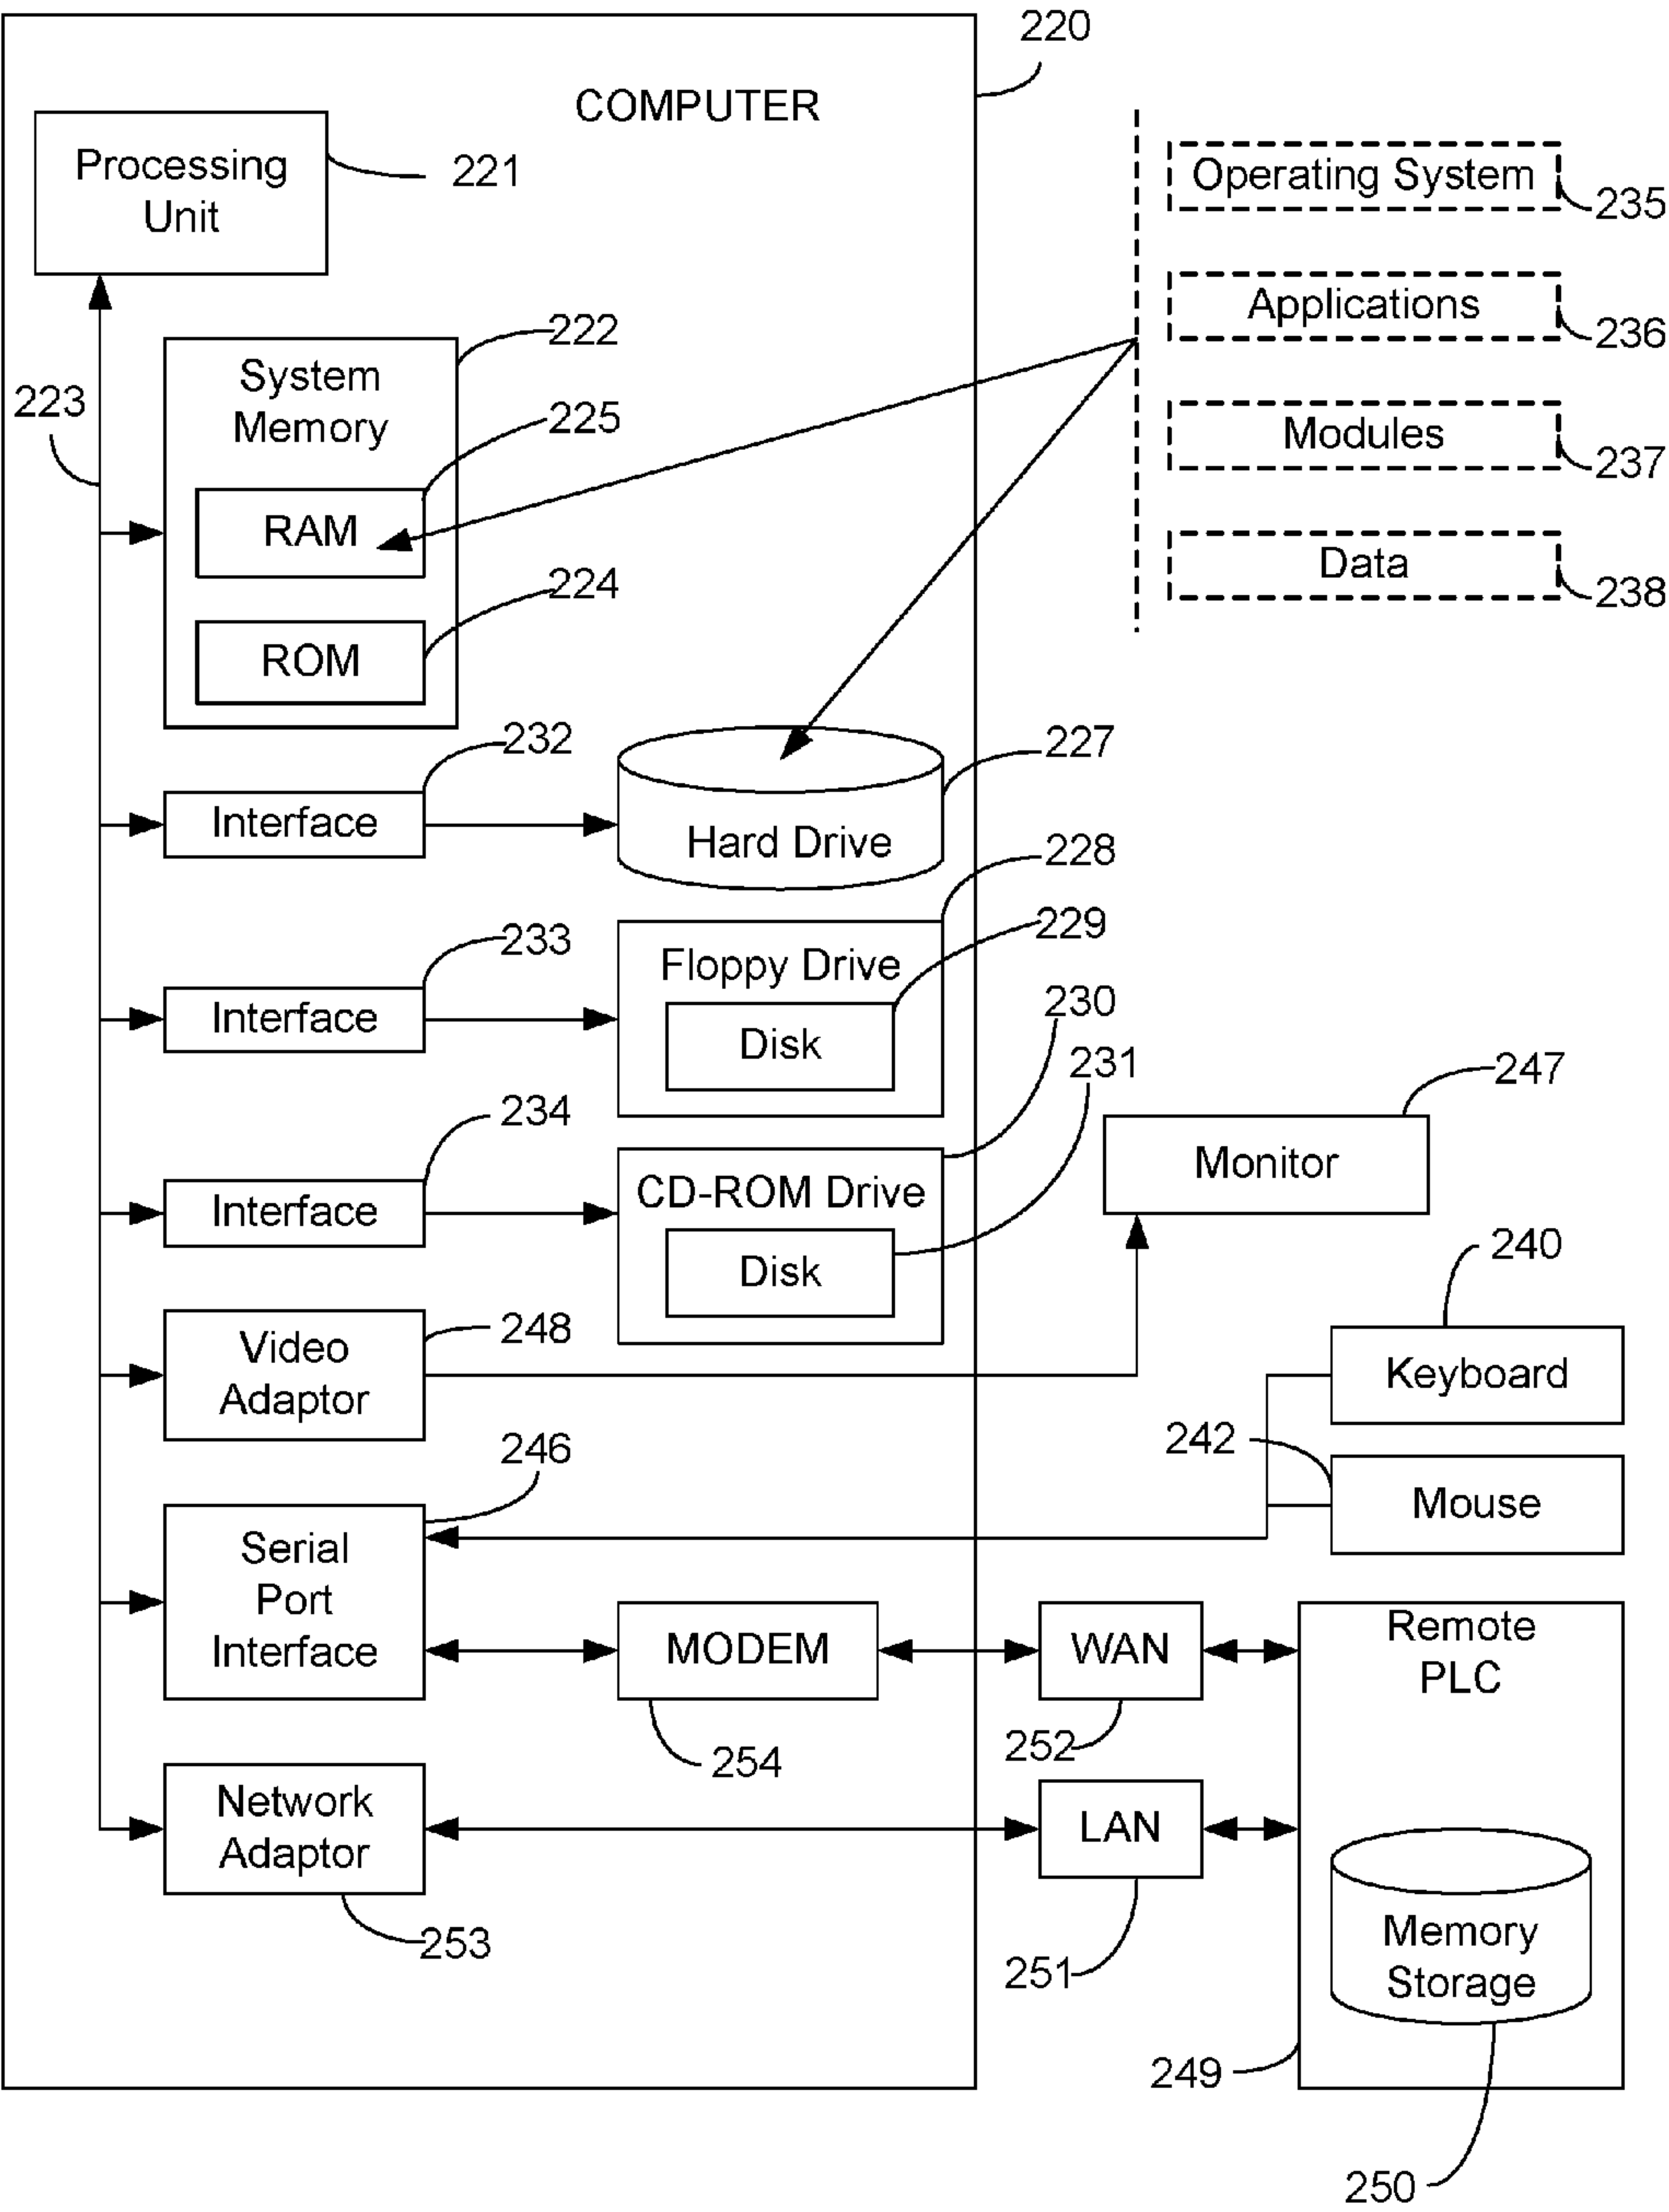 220
COMPUTER
Processing
Unit
221
Operating System
235
Applications
236
222
System
Memory
223
225
Modules
237
RAM
224
Data
238
ROM
232
227
Interface
Hard Drive
228
233
229
Floppy Drive
Interface
230
Disk
231
247
234
Monitor
CD-ROM Drive
Interface
240
Disk
248
Video
Adaptor
Keyboard
246
242
Mouse
Serial
Port
Interface
MODEM
WAN
Remote
PLC
254
252
Network
Adaptor
LAN
253
251
Memory
Storage
249
250